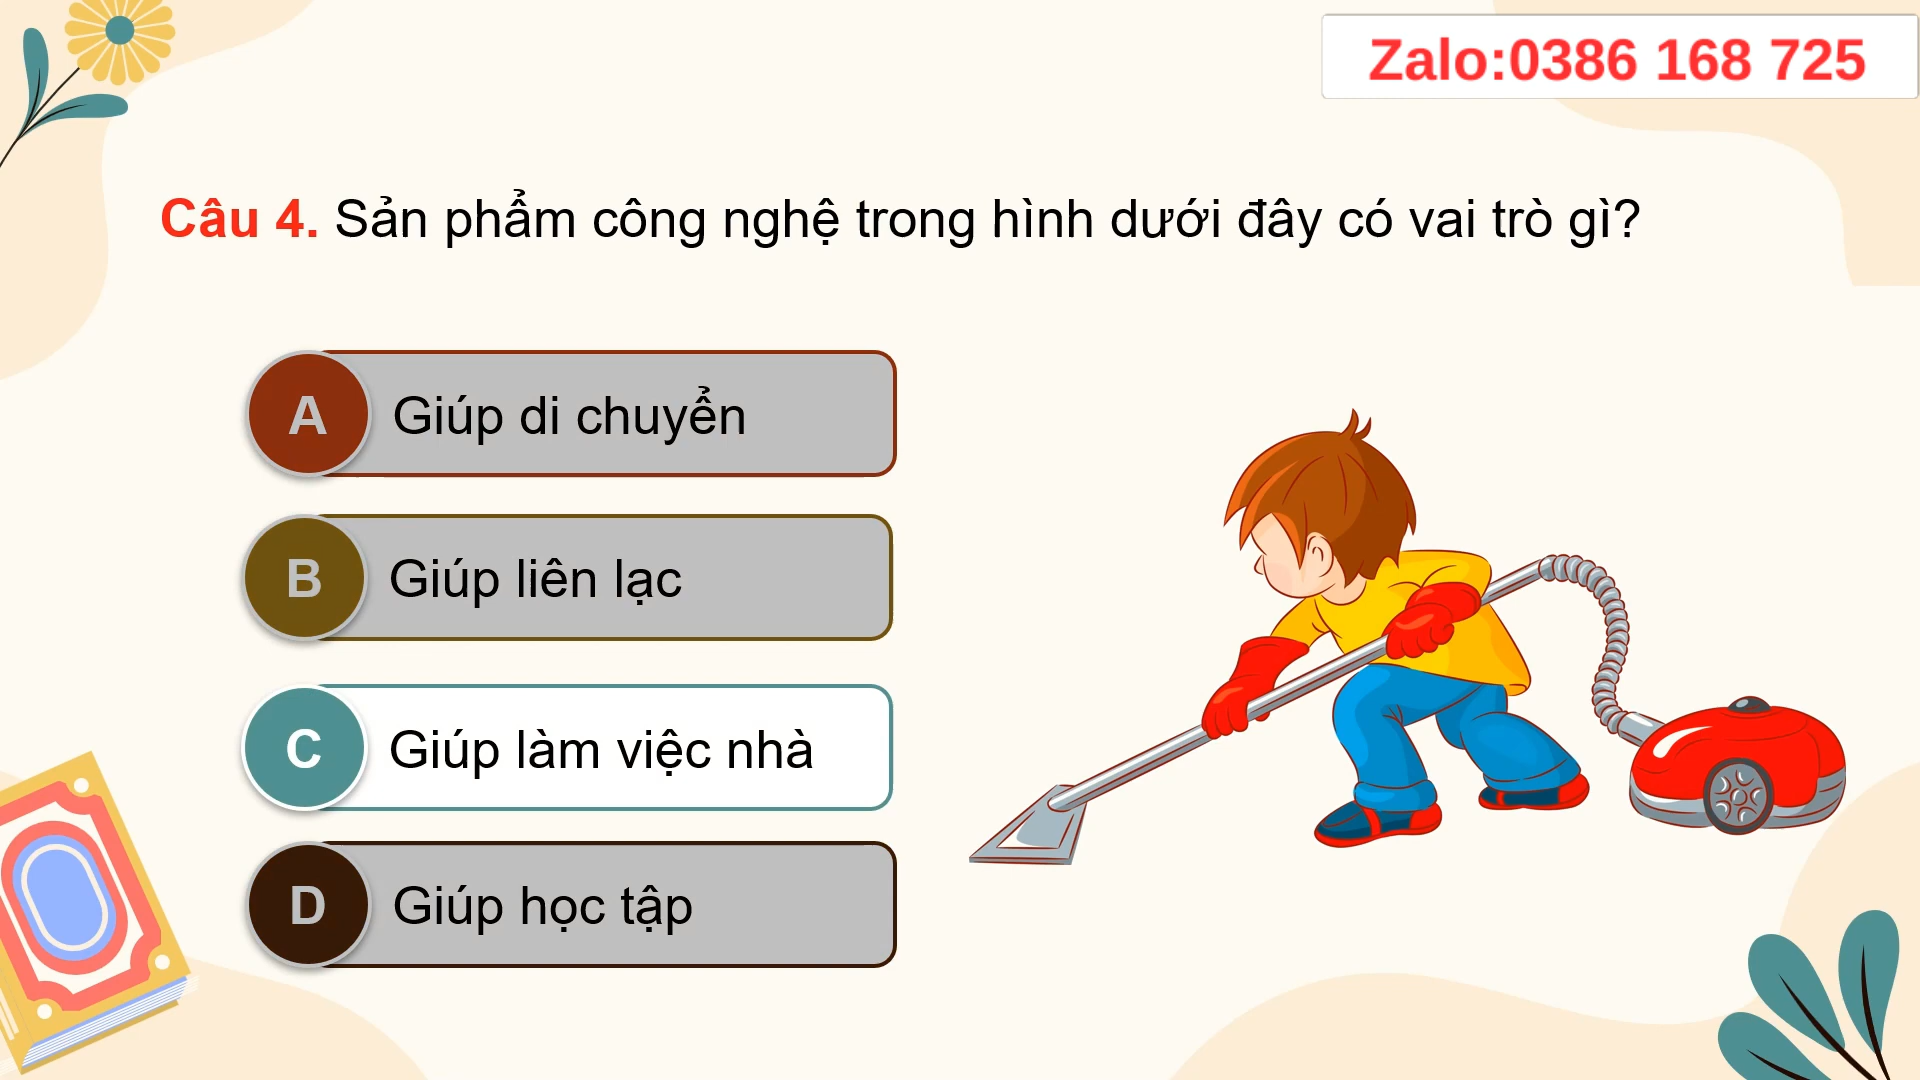 Zalo:0386 168 725
Câu 4. Sản phẩm công nghệ trong hình dưới đây có vai trò gì?
A Giúp di chuyển
B Giúp liên lạc
C Giúp làm việc nhà
D Giúp học tập